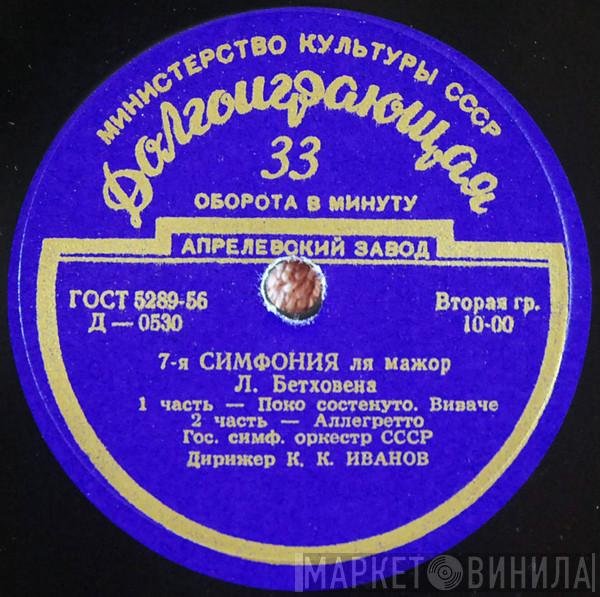 МИНИСТЕРСТВО КУЛЬТУРЫ СССР
Долгоиграющая
33
ОБОРОТА В МИНУТУ
АПРЕЛЕВСКИЙ ЗАВОД
ГОСТ 5289-56
Д — 0530
Вторая гр.
10-00
7-я СИМФОНИЯ ля мажор
Л. Бетховена
1 часть — Поко состенуто. Виваче
2 часть — Аллегретто
Гос. симф. оркестр СССР
Дирижер К. К. ИВАНОВ
МАРКЕТ ВИНИЛА